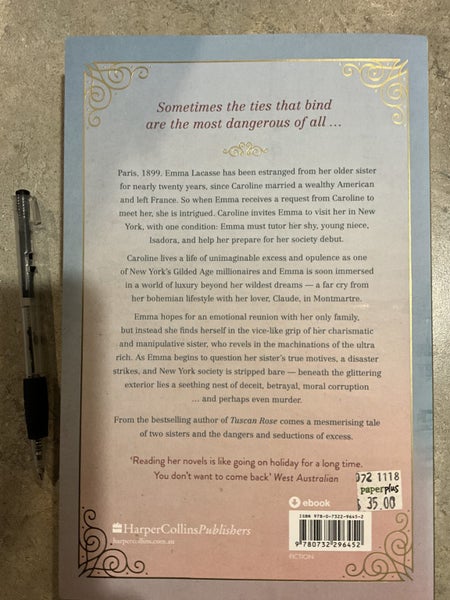 Sometimes the ties that bind
are the most dangerous of all ...
Paris, 1899. Emma Lacasse has been estranged from her older sister
for nearly twenty years, since Caroline married a wealthy American
and left France. So when Emma receives a request from Caroline to
meet her, she is intrigued. Caroline invites Emma to visit her in New
York, with one condition: Emma must tutor her shy, young niece,
Isadora, and help her prepare for her society debut.
Caroline lives a life of unimaginable excess and opulence as one
of New York's Gilded Age millionaires and Emma is soon immersed
in a world of luxury beyond her wildest dreams – a far cry from
her bohemian lifestyle with her lover, Claude, in Montmartre.
Emma hopes for an emotional reunion with her only family,
but instead she finds herself in the vice-like grip of her charismatic
and manipulative sister, who revels in the machinations of the ultra
rich. As Emma begins to question her sister's true motives, a disaster
strikes, and New York society is stripped bare – beneath the glittering
exterior lies a seething nest of deceit, betrayal, moral corruption
... and perhaps even murder.
From the bestselling author of Tuscan Rose comes a mesmerising tale
of two sisters and the dangers and seductions of excess.
'Reading her novels is like going on holiday for a long time.
You don't want to come back' West Australian
072 1118
paperplus
$ 35.00
ebook
ISBN 978-0-7322-9645-2
9 780732 296452
FICTION
HarperCollinsPublishers
harpercollins.com.au